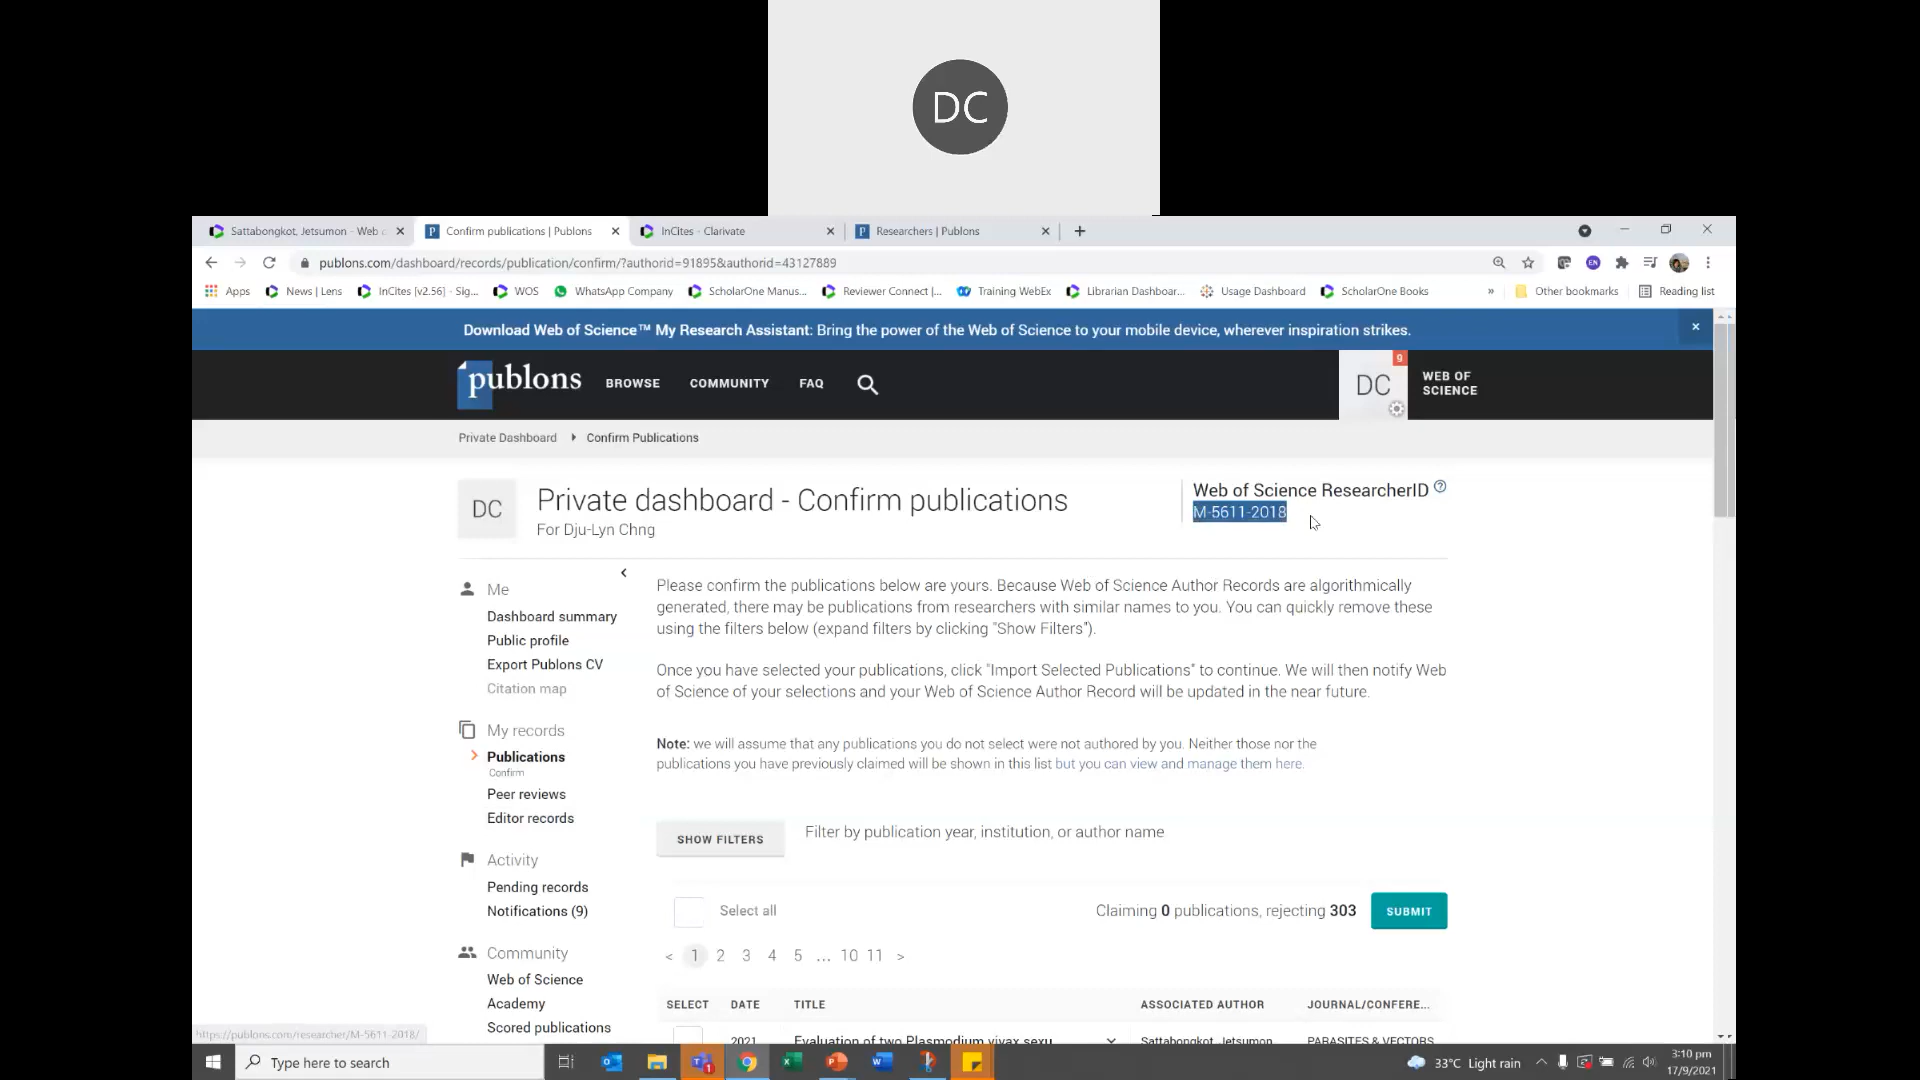 DC
Sattabongkot, Jetsumon - Web
Confirm publications | Publons
InCites - Clarivate
Researchers | Publons
publons.com/dashboard/records/publication/confirm/?authorid=91895&authorid=43127889
EN
Apps
News | Lens
InCites [v2.56] - Sig...
WOS
WhatsApp Company
ScholarOne Manus...
Reviewer Connect |...
Training WebEx
Librarian Dashboar...
Usage Dashboard
ScholarOne Books
»
Other bookmarks
Reading list
Download Web of Science™ My Research Assistant: Bring the power of the Web of Science to your mobile device, wherever inspiration strikes.
publons
BROWSE
COMMUNITY
FAQ
DC
9
WEB OF
SCIENCE
Private Dashboard
Confirm Publications
DC
Private dashboard - Confirm publications
For Dju-Lyn Chng
Web of Science ResearcherID
M-5611-2018
Me
Dashboard summary
Public profile
Export Publons CV
Citation map
My records
Publications
Confirm
Peer reviews
Editor records
Activity
Pending records
Notifications (9)
Community
Web of Science
Academy
Scored publications
Please confirm the publications below are yours. Because Web of Science Author Records are algorithmically
generated, there may be publications from researchers with similar names to you. You can quickly remove these
using the filters below (expand filters by clicking "Show Filters").
Once you have selected your publications, click "Import Selected Publications" to continue. We will then notify Web
of Science of your selections and your Web of Science Author Record will be updated in the near future.
Note: we will assume that any publications you do not select were not authored by you. Neither those nor the
publications you have previously claimed will be shown in this list but you can view and manage them here.
SHOW FILTERS
Filter by publication year, institution, or author name
Select all
Claiming 0 publications, rejecting 303
SUBMIT
< 1 2 3 4 5 ... 10 11 >
SELECT DATE TITLE ASSOCIATED AUTHOR JOURNAL/CONFERE...
2021 Evaluation of two Plasmodium vivax sexu Sattabongkot, Jetsumon PARASITES & VECTORS
https://publons.com/researcher/M-5611-2018/
Type here to search
33°C Light rain
3:10 pm
17/9/2021